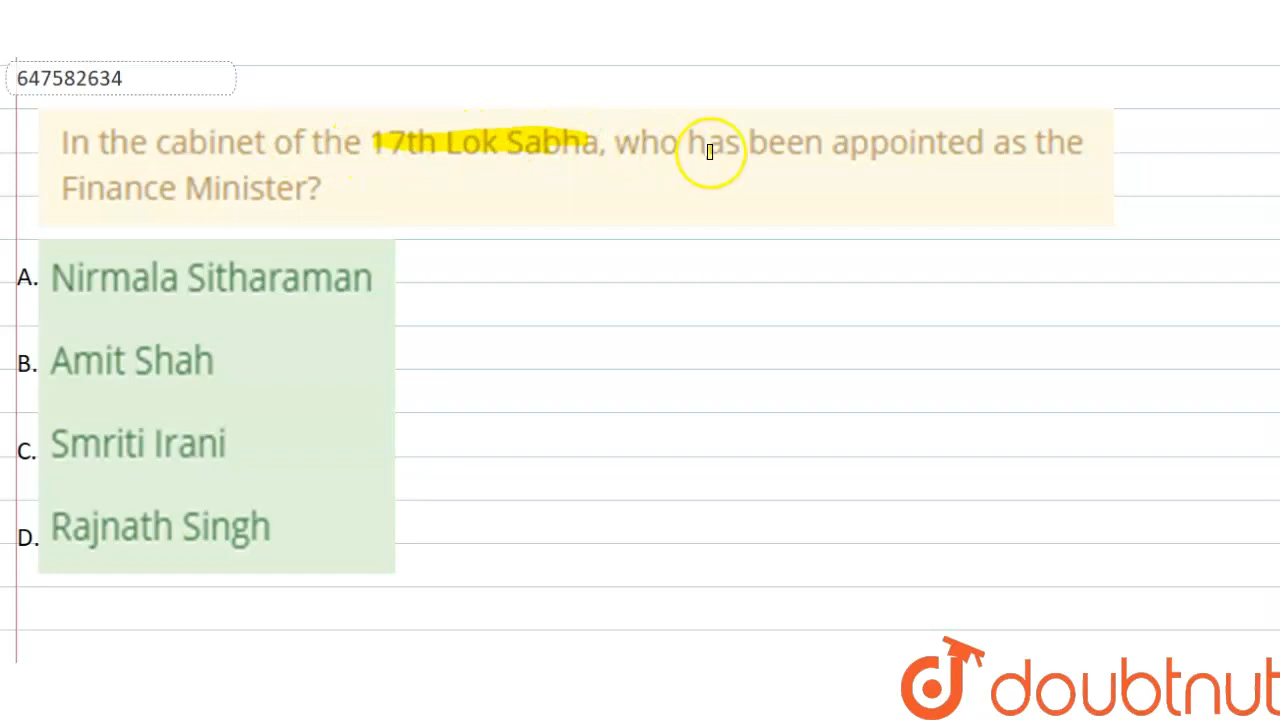 647582634
In the cabinet of the 17th Lok Sabha, who has been appointed as the
Finance Minister?
A. Nirmala Sitharaman
B. Amit Shah
C. Smriti Irani
D. Rajnath Singh
doubtnut